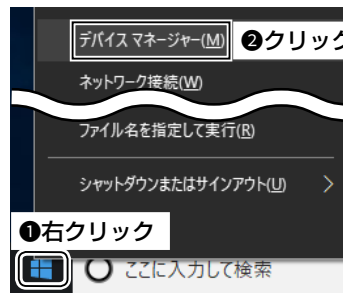 デバイス マネージャー(M)
❷クリック
ネットワーク接続(W)
ファイル名を指定して実行(R)
シャットダウンまたはサインアウト(U)
❶右クリック
ここに入力して検索